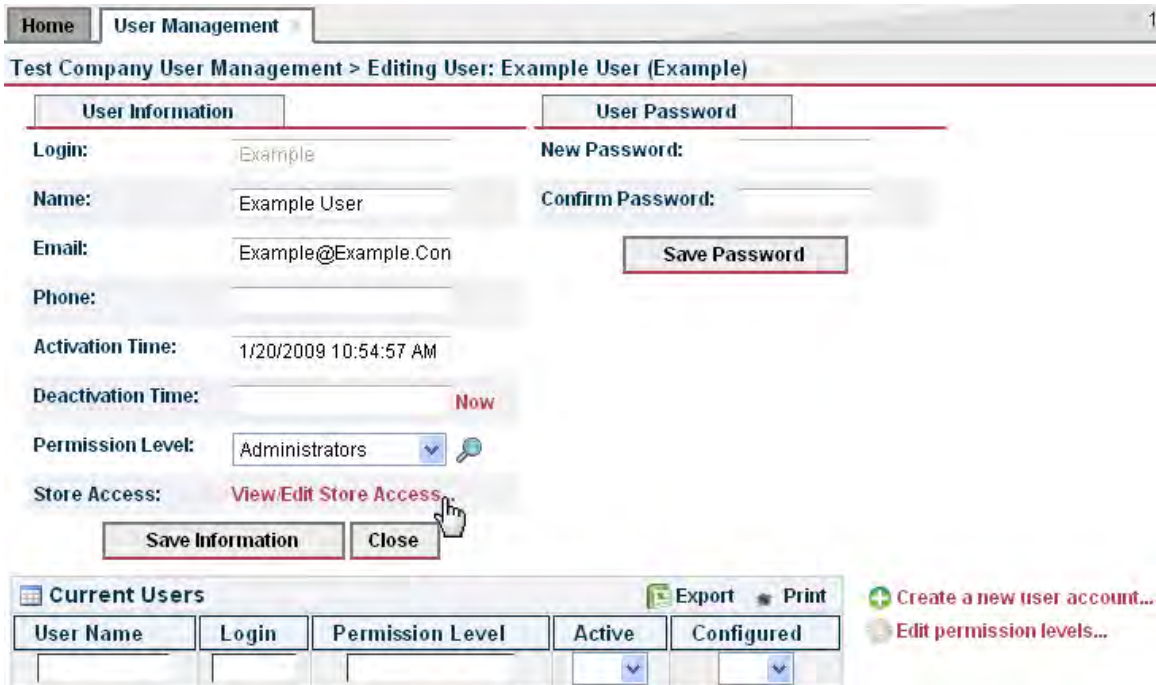 Home User Management 1
Test Company User Management > Editing User: Example User (Example)
User Information User Password
Login: Example New Password:
Name: Example User Confirm Password:
Email: Example@Example.Con Save Password
Phone:
Activation Time: 1/20/2009 10:54:57 AM
Deactivation Time: Now
Permission Level: Administrators
Store Access: View/Edit Store Access...
Save Information Close
Current Users Export Print Create a new user account...
User Name Login Permission Level Active Configured Edit permission levels...